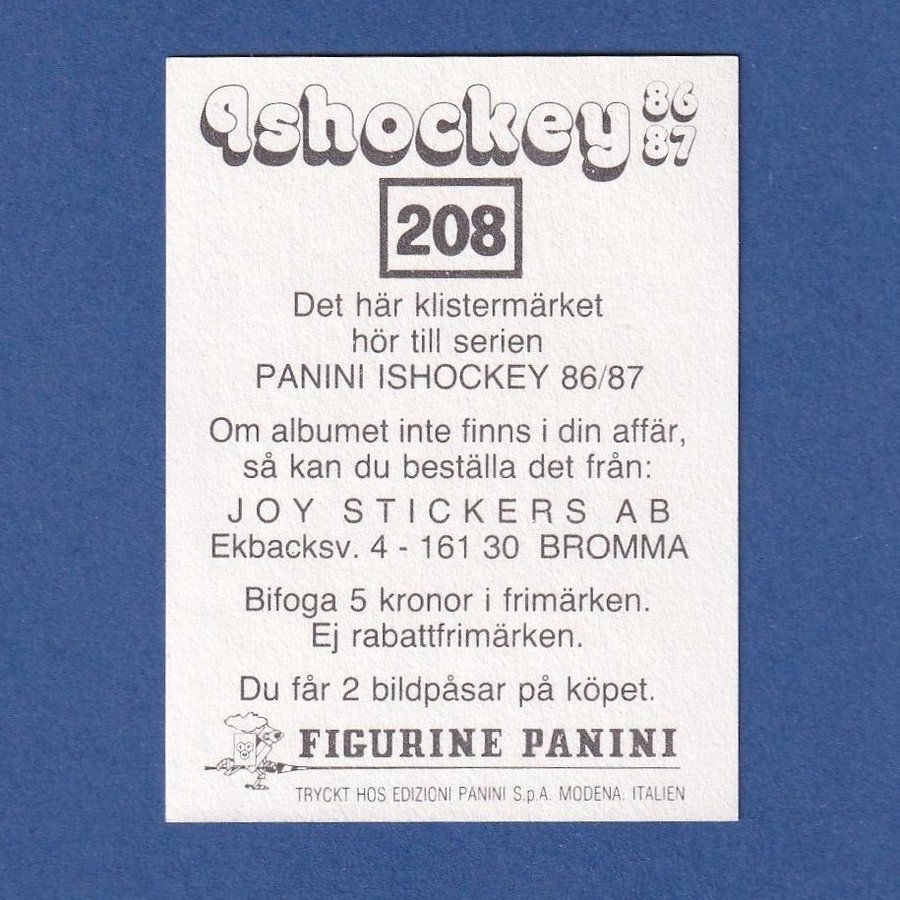 Ishockey 86
87
208
Det här klistermärket
hör till serien
PANINI ISHOCKEY 86/87
Om albumet inte finns i din affär,
så kan du beställa det från:
JOY STICKERS AB
Ekbacksv. 4 - 161 30 BROMMA
Bifoga 5 kronor i frimärken.
Ej rabattfrimärken.
Du får 2 bildpåsar på köpet.
FIGURINE PANINI
TRYCKT HOS EDIZIONI PANINI S.p.A. MODENA. ITALIEN